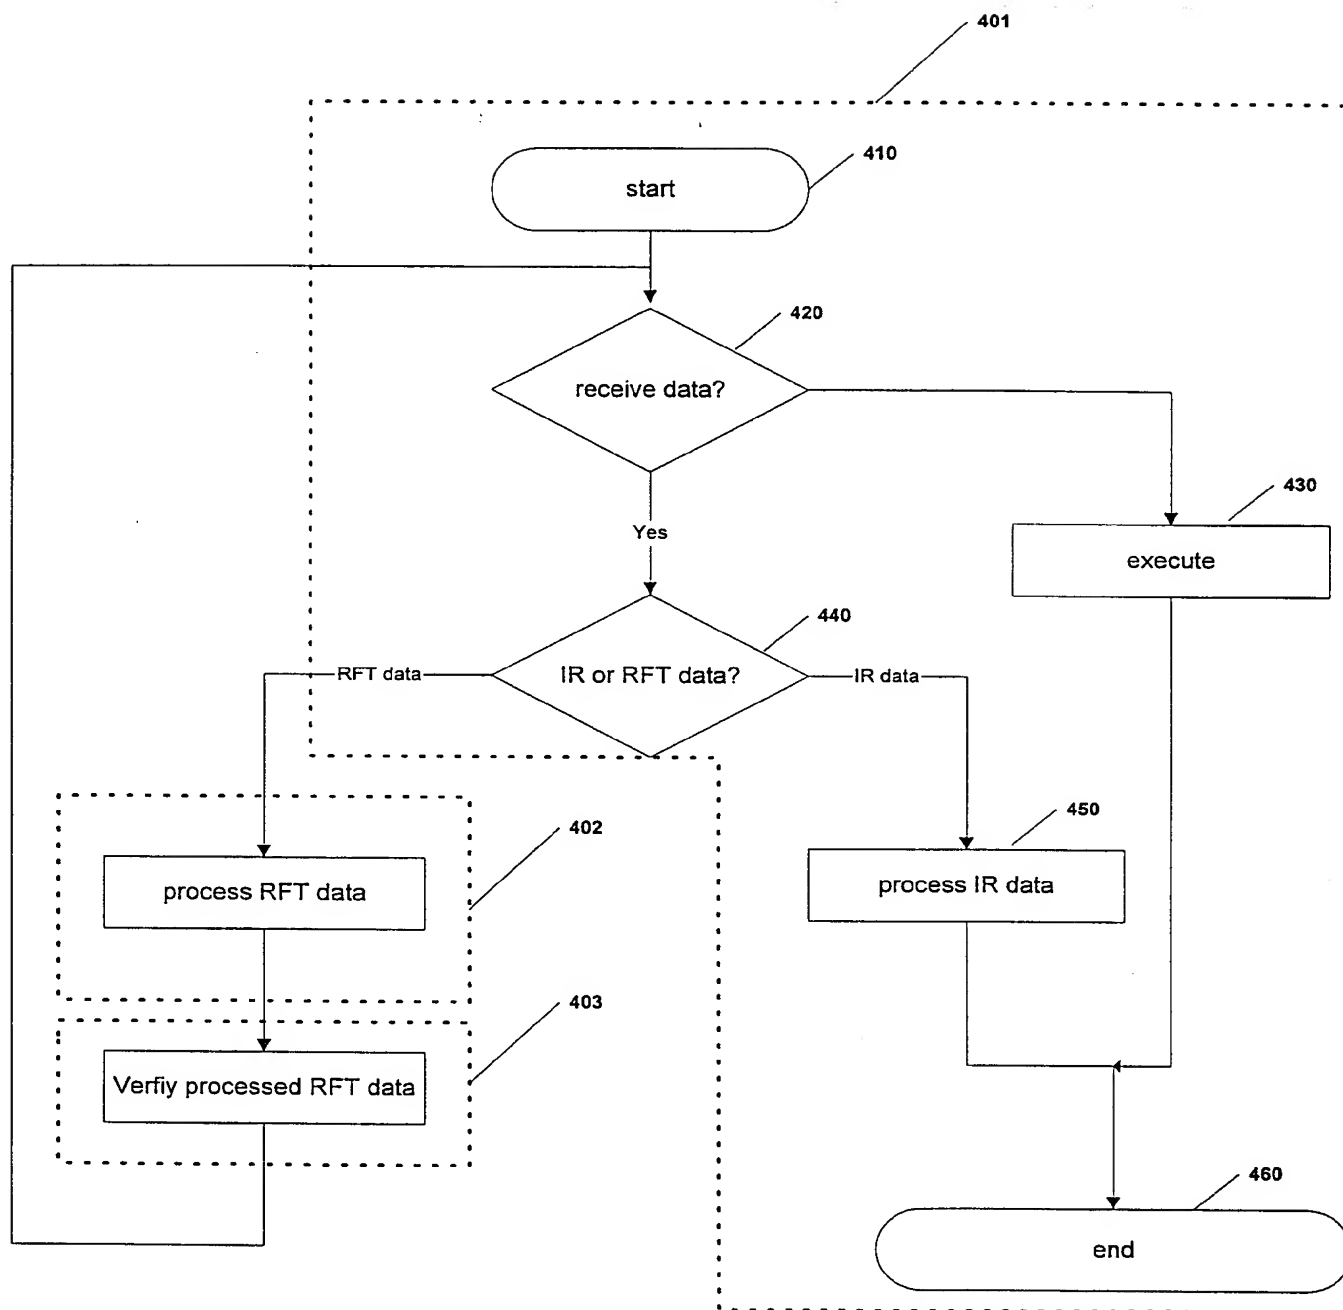 401
410
start
420
receive data?
430
Yes
execute
440
RFT data
IR or RFT data?
IR data
450
402
process RFT data
process IR data
403
Verfiy processed RFT data
460
end